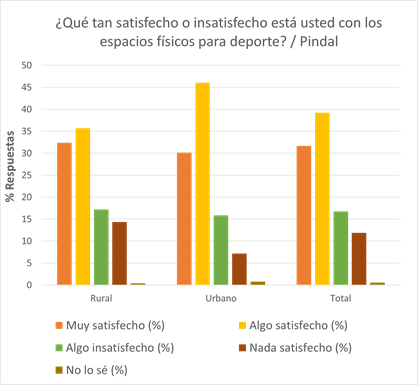 ¿Qué tan satisfecho o insatisfecho está usted con los
espacios físicos para deporte? / Pindal
50
45
40
35
30
25
20
15
10
5
0
% Respuestas
Rural Urbano Total
Muy satisfecho (%) Algo satisfecho (%)
Algo insatisfecho (%) Nada satisfecho (%)
No lo sé (%)